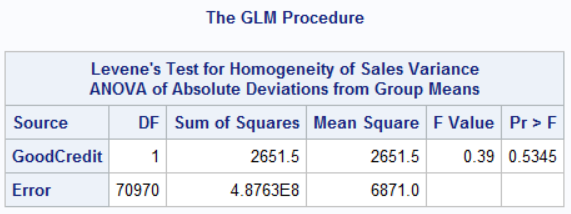 The GLM Procedure
Levene's Test for Homogeneity of Sales Variance
ANOVA of Absolute Deviations from Group Means
Source DF Sum of Squares Mean Square F Value Pr > F
GoodCredit 1 2651.5 2651.5 0.39 0.5345
Error 70970 4.8763E8 6871.0